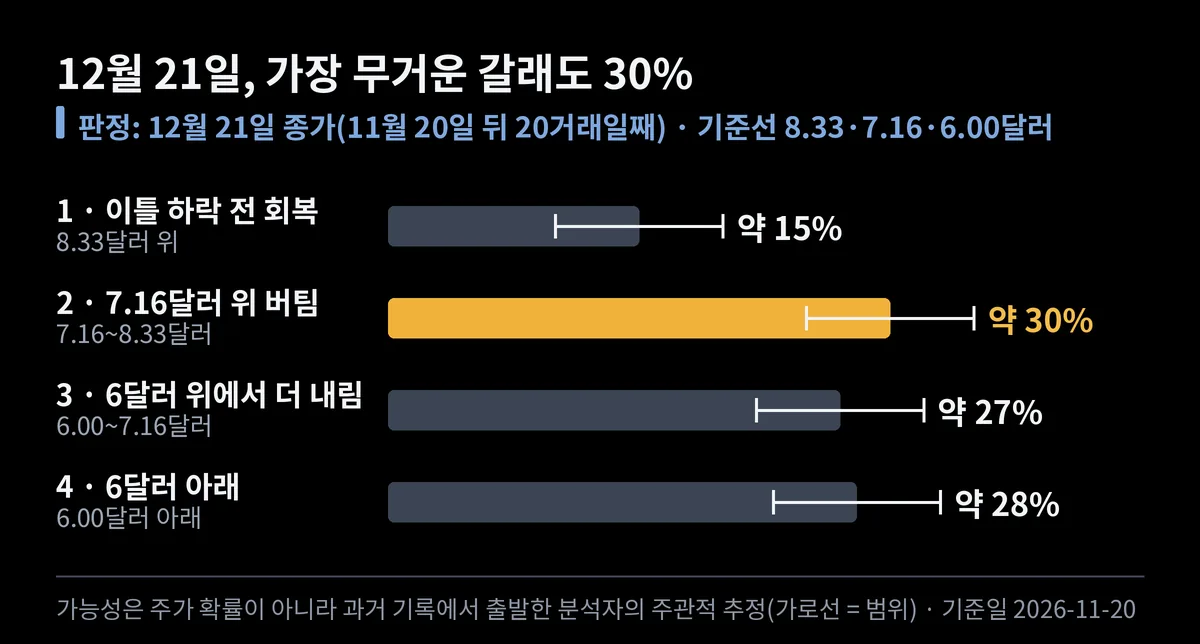 12월 21일, 가장 무거운 갈래도 30%
판정: 12월 21일 종가(11월 20일 뒤 20거래일째) · 기준선 8.33·7.16·6.00달러
1 · 이틀 하락 전 회복
8.33달러 위
약 15%
2 · 7.16달러 위 버팀
7.16~8.33달러
약 30%
3 · 6달러 위에서 더 내림
6.00~7.16달러
약 27%
4 · 6달러 아래
6.00달러 아래
약 28%
가능성은 주가 확률이 아니라 과거 기록에서 출발한 분석자의 주관적 추정(가로선 = 범위) · 기준일 2026-11-20